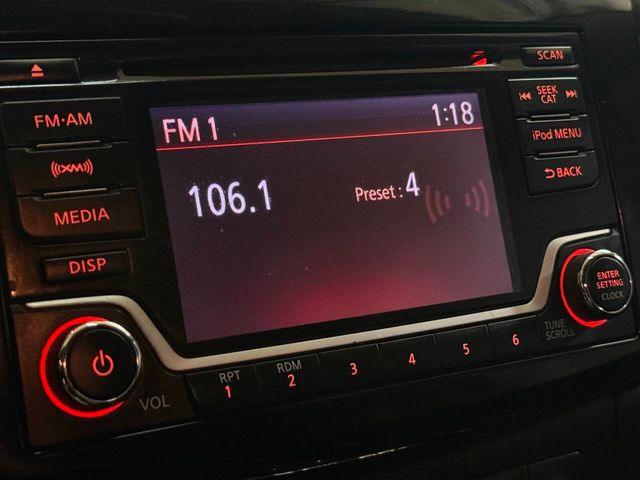 SCAN
FM·AM
FM 1
1:18
SEEK
CAT
XM
iPod MENU
106.1
Preset : 4
MEDIA
BACK
DISP
ENTER
SETTING
CLOCK
TUNE
SCROLL
VOL
RPT
1
RDM
2
3
4
5
6